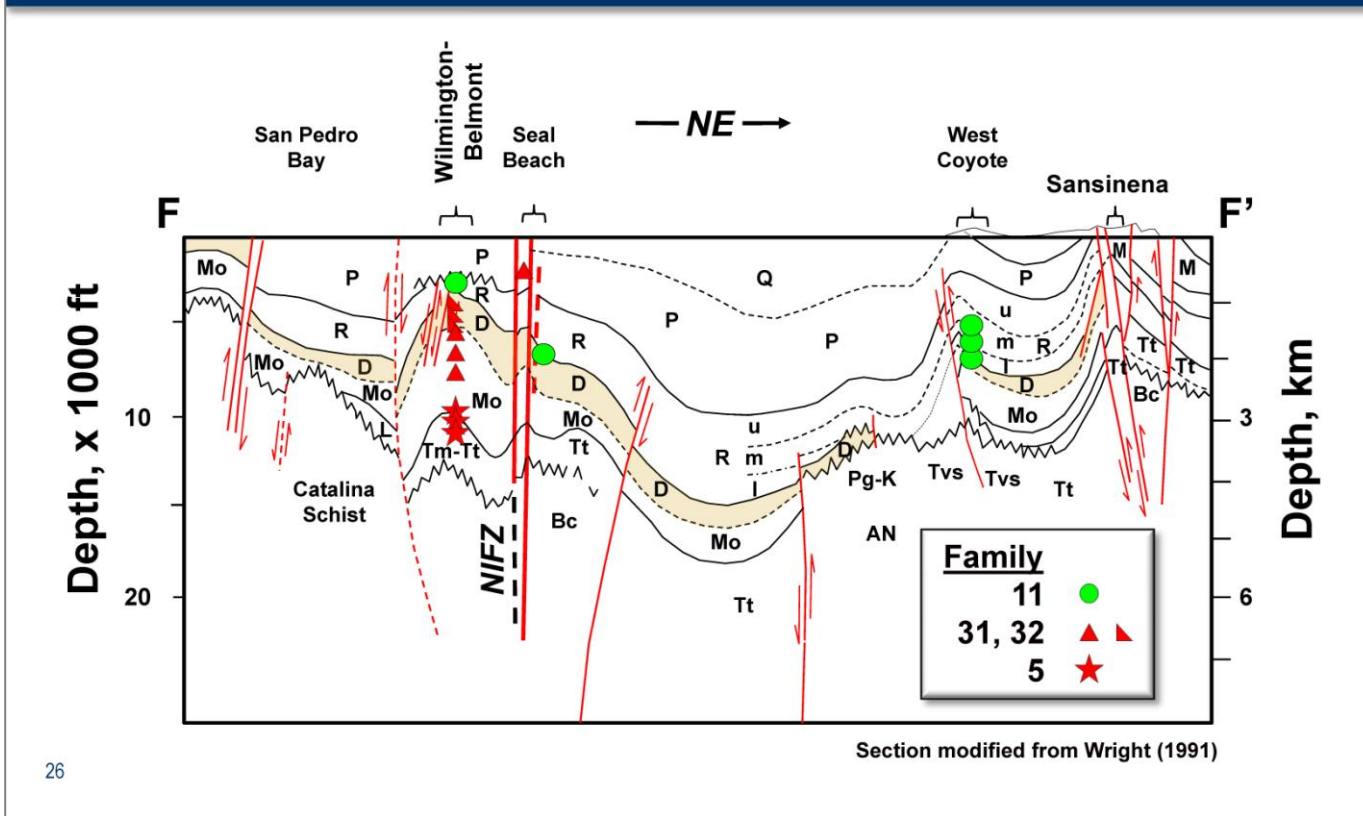 Wilmington-
Belmont
San Pedro
Bay
Seal
Beach
NE
West
Coyote
Sansinena
F
F’
Depth, x 1000 ft
10
20
Depth, km
3
6
Mo
P
P
Q
P
M
M
R
R
P
P
u
D
D
R
m
R
Mo
D
l
Tt
Tt
Tt
Mo
D
Mo
Mo
D
Bc
L
Tm-Tt
Tt
u
R
m
D
l
D
Pg-K
Tvs
Tvs
Tt
Catalina
Schist
NIFZ
Bc
Mo
AN
Tt
Family
11
31, 32
5
Section modified from Wright (1991)
26